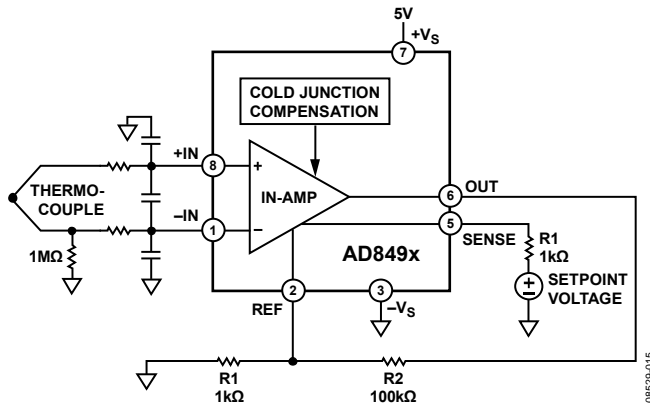 5V
+VS
7
COLD JUNCTION
COMPENSATION
+IN
8
+
THERMO-
COUPLE
IN-AMP
6
OUT
–IN
1
–
5
SENSE
1MΩ
AD849x
R1
1kΩ
SETPOINT
VOLTAGE
+
–
2
3
REF
–VS
R1
1kΩ
R2
100kΩ
08529-015